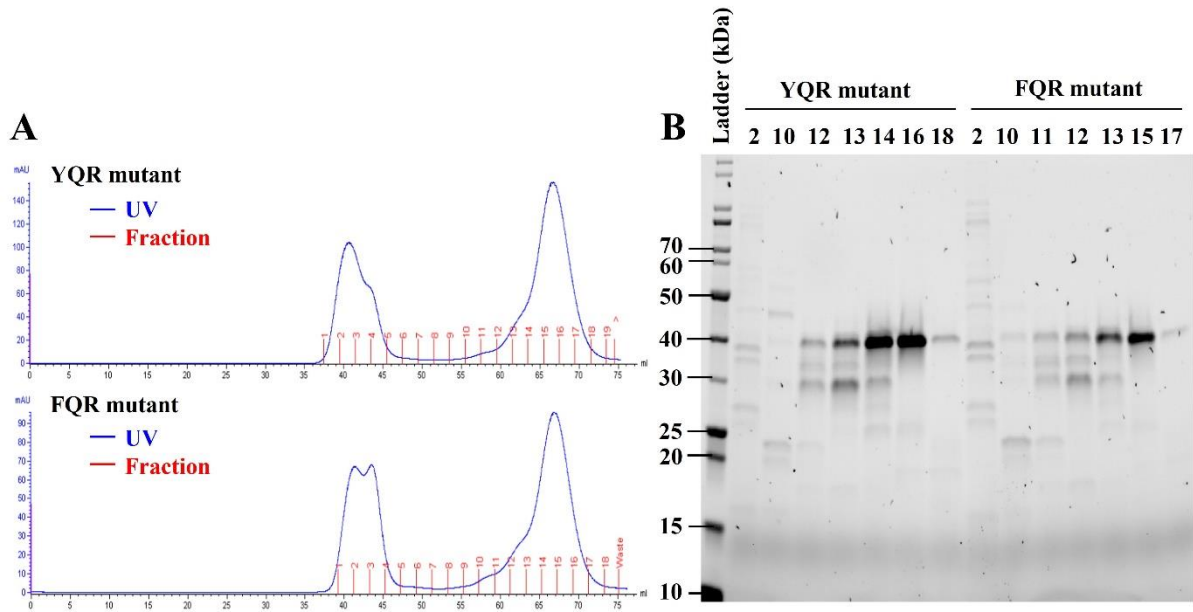 A
mAU
YQR mutant
UV
Fraction
140
120
100
80
60
40
20
0
1 2 3 4 5 6 7 8 9 10 11 12 13 14 15 16 17 18 19 >
0 5 10 15 20 25 30 35 40 45 50 55 60 65 70 75 ml
mAU
FQR mutant
UV
Fraction
90
80
70
60
50
40
30
20
10
0
1 2 3 4 5 6 7 8 9 10 11 12 13 14 15 16 17 18 Waste
0 5 10 15 20 25 30 35 40 45 50 55 60 65 70 75 ml
B
Ladder (kDa)
YQR mutant FQR mutant
2 10 12 13 14 16 18 2 10 11 12 13 15 17
70
60
50
40
30
25
20
15
10